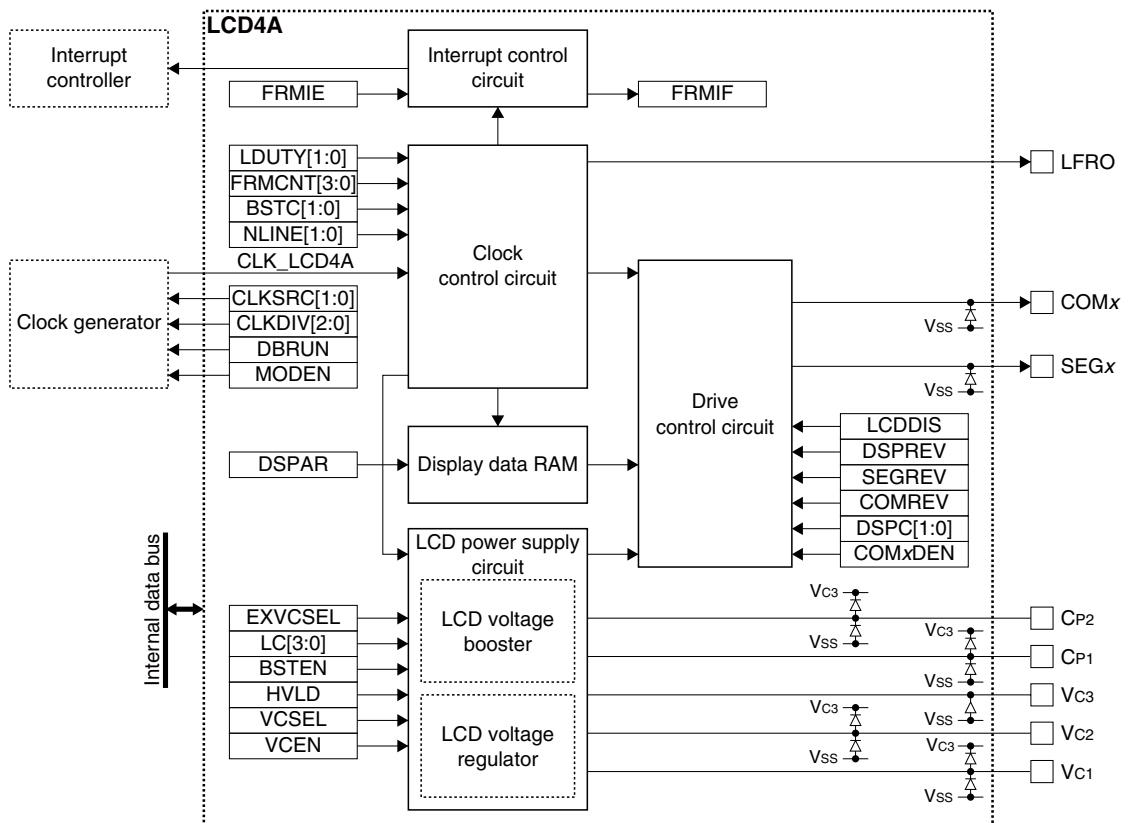 LCD4A
Interrupt
controller
Interrupt control
circuit
FRMIE
FRMIF
LDUTY[1:0]
FRMCNT[3:0]
BSTC[1:0]
NLINE[1:0]
CLK_LCD4A
Clock
control circuit
LFRO
Clock generator
CLKSRC[1:0]
CLKDIV[2:0]
DBRUN
MODEN
COMx
VSS
SEGx
VSS
Drive
control circuit
LCDDIS
DSPREV
SEGREV
COMREV
DSPC[1:0]
COMxDEN
DSPAR
Display data RAM
Internal data bus
LCD power supply
circuit
LCD voltage
booster
LCD voltage
regulator
EXVCSEL
LC[3:0]
BSTEN
HVLD
VCSEL
VCEN
VC3
VSS
CP2
VC3
VSS
CP1
VSS
VC3
VC3
VSS
VC2
VC3
VSS
VC1